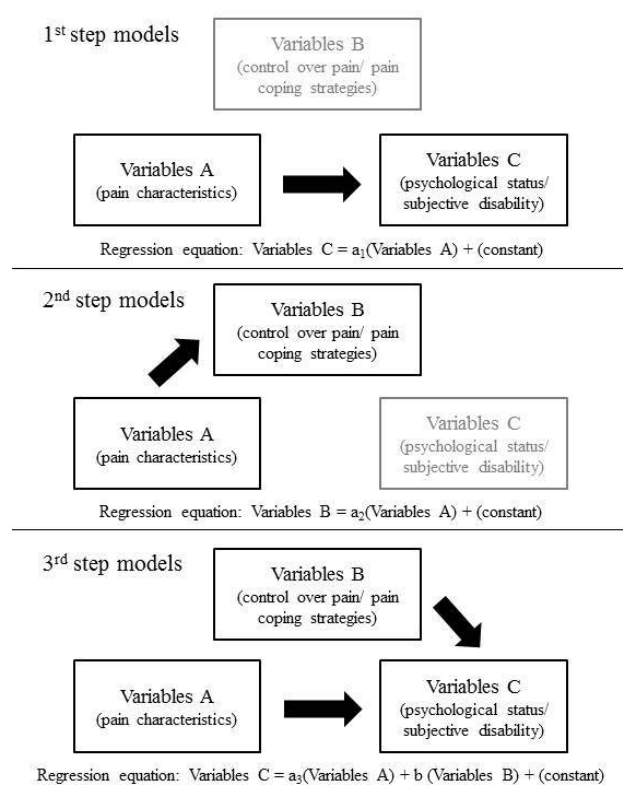 1st step models
Variables B
(control over pain/ pain
coping strategies)
Variables A
(pain characteristics)
Variables C
(psychological status/
subjective disability)
Regression equation: Variables C = a₁(Variables A) + (constant)
2nd step models
Variables B
(control over pain/ pain
coping strategies)
Variables A
(pain characteristics)
Variables C
(psychological status/
subjective disability)
Regression equation: Variables B = a₂(Variables A) + (constant)
3rd step models
Variables B
(control over pain/ pain
coping strategies)
Variables A
(pain characteristics)
Variables C
(psychological status/
subjective disability)
Regression equation: Variables C = a₃(Variables A) + b (Variables B) + (constant)